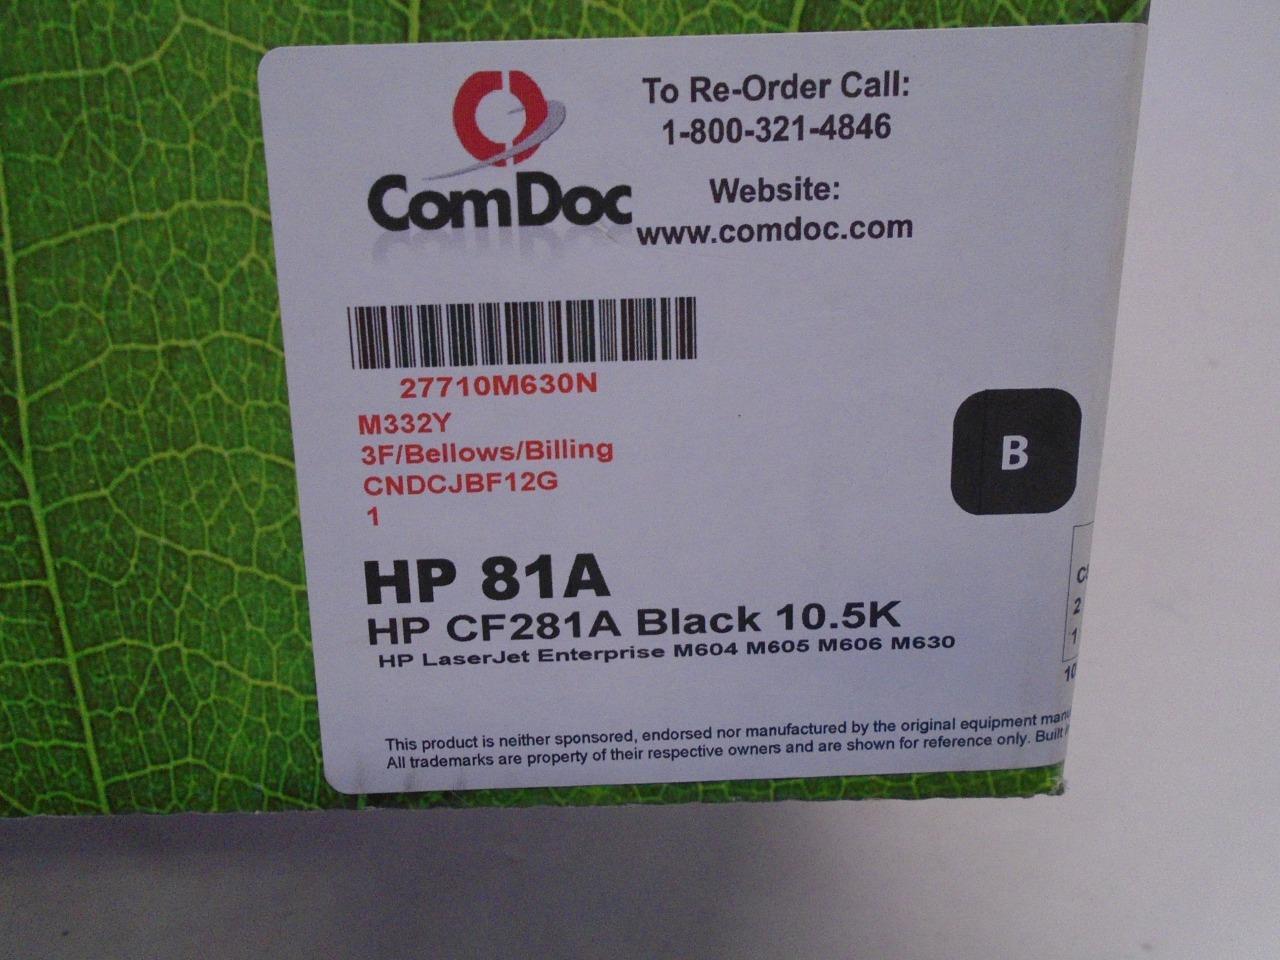 ComDoc
To Re-Order Call:
1-800-321-4846
Website:
www.comdoc.com
27710M630N
M332Y
3F/Bellows/Billing
CNDCJBF12G
1
B
HP 81A
HP CF281A Black 10.5K
HP LaserJet Enterprise M604 M605 M606 M630
This product is neither sponsored, endorsed nor manufactured by the original equipment
All trademarks are property of their respective owners and are shown for reference only. Built